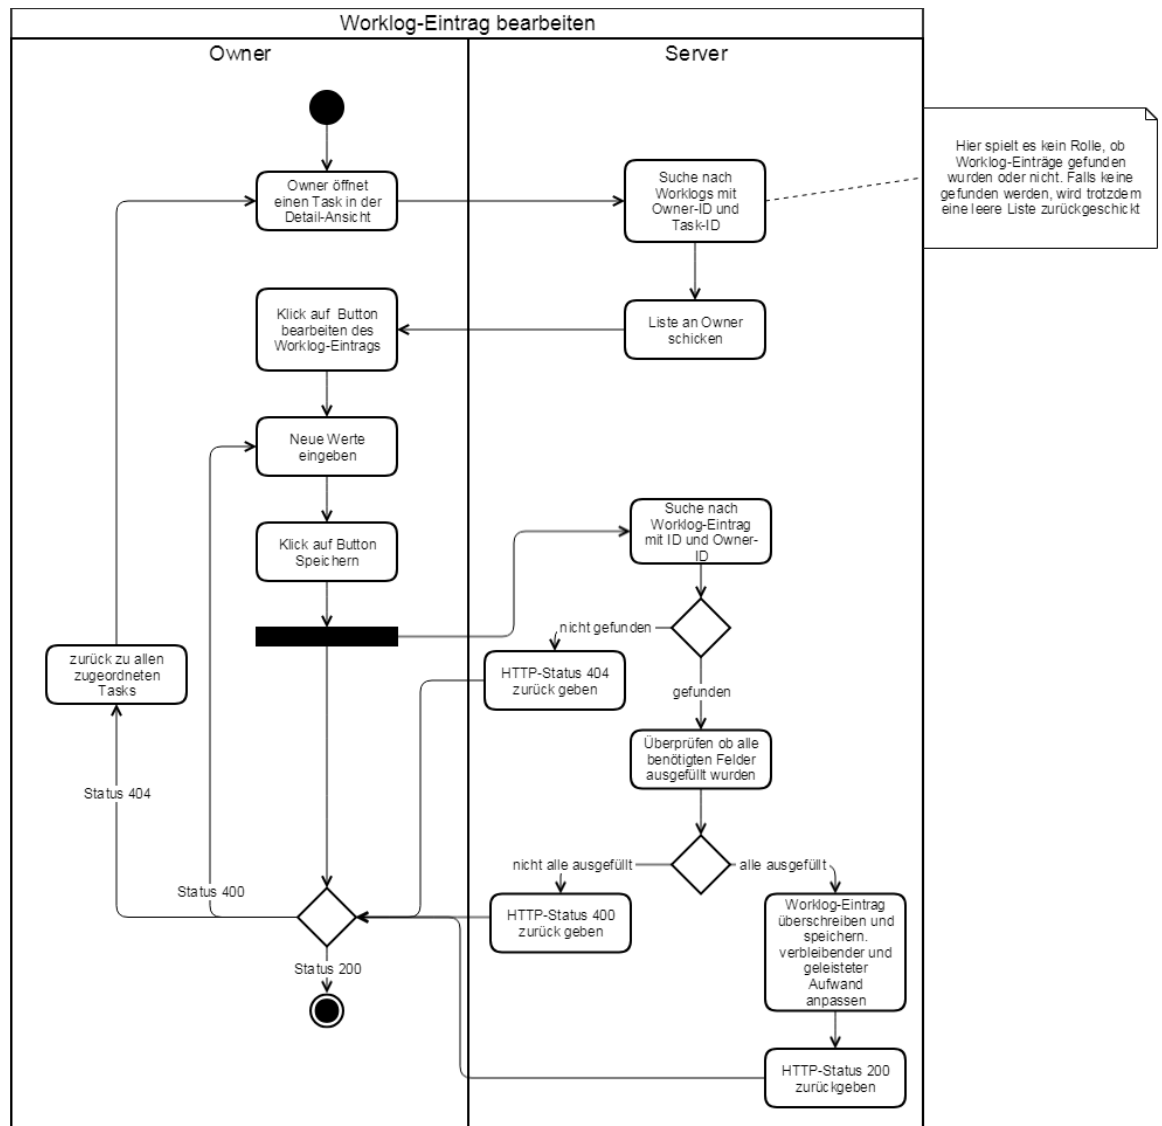 Worklog-Eintrag bearbeiten
Owner
Server
Owner öffnet
einen Task in der
Detail-Ansicht
Suche nach
Worklogs mit
Owner-ID und
Task-ID
Hier spielt es kein Rolle, ob
Worklog-Einträge gefunden
wurden oder nicht. Falls keine
gefunden werden, wird trotzdem
eine leere Liste zurückgeschickt
Klick auf Button
bearbeiten des
Worklog-Eintrags
Liste an Owner
schicken
Neue Werte
eingeben
Klick auf Button
Speichern
Suche nach
Worklog-Eintrag
mit ID und Owner-
ID
nicht gefunden
HTTP-Status 404
zurück geben
gefunden
zurück zu allen
zugeordneten
Tasks
Überprüfen ob alle
benötigten Felder
ausgefüllt wurden
Status 404
nicht alle ausgefüllt
alle ausgefüllt
Status 400
HTTP-Status 400
zurück geben
Worklog-Eintrag
überschreiben und
speichern.
verbleibender und
geleisteter
Aufwand
anpassen
Status 200
HTTP-Status 200
zurückgeben